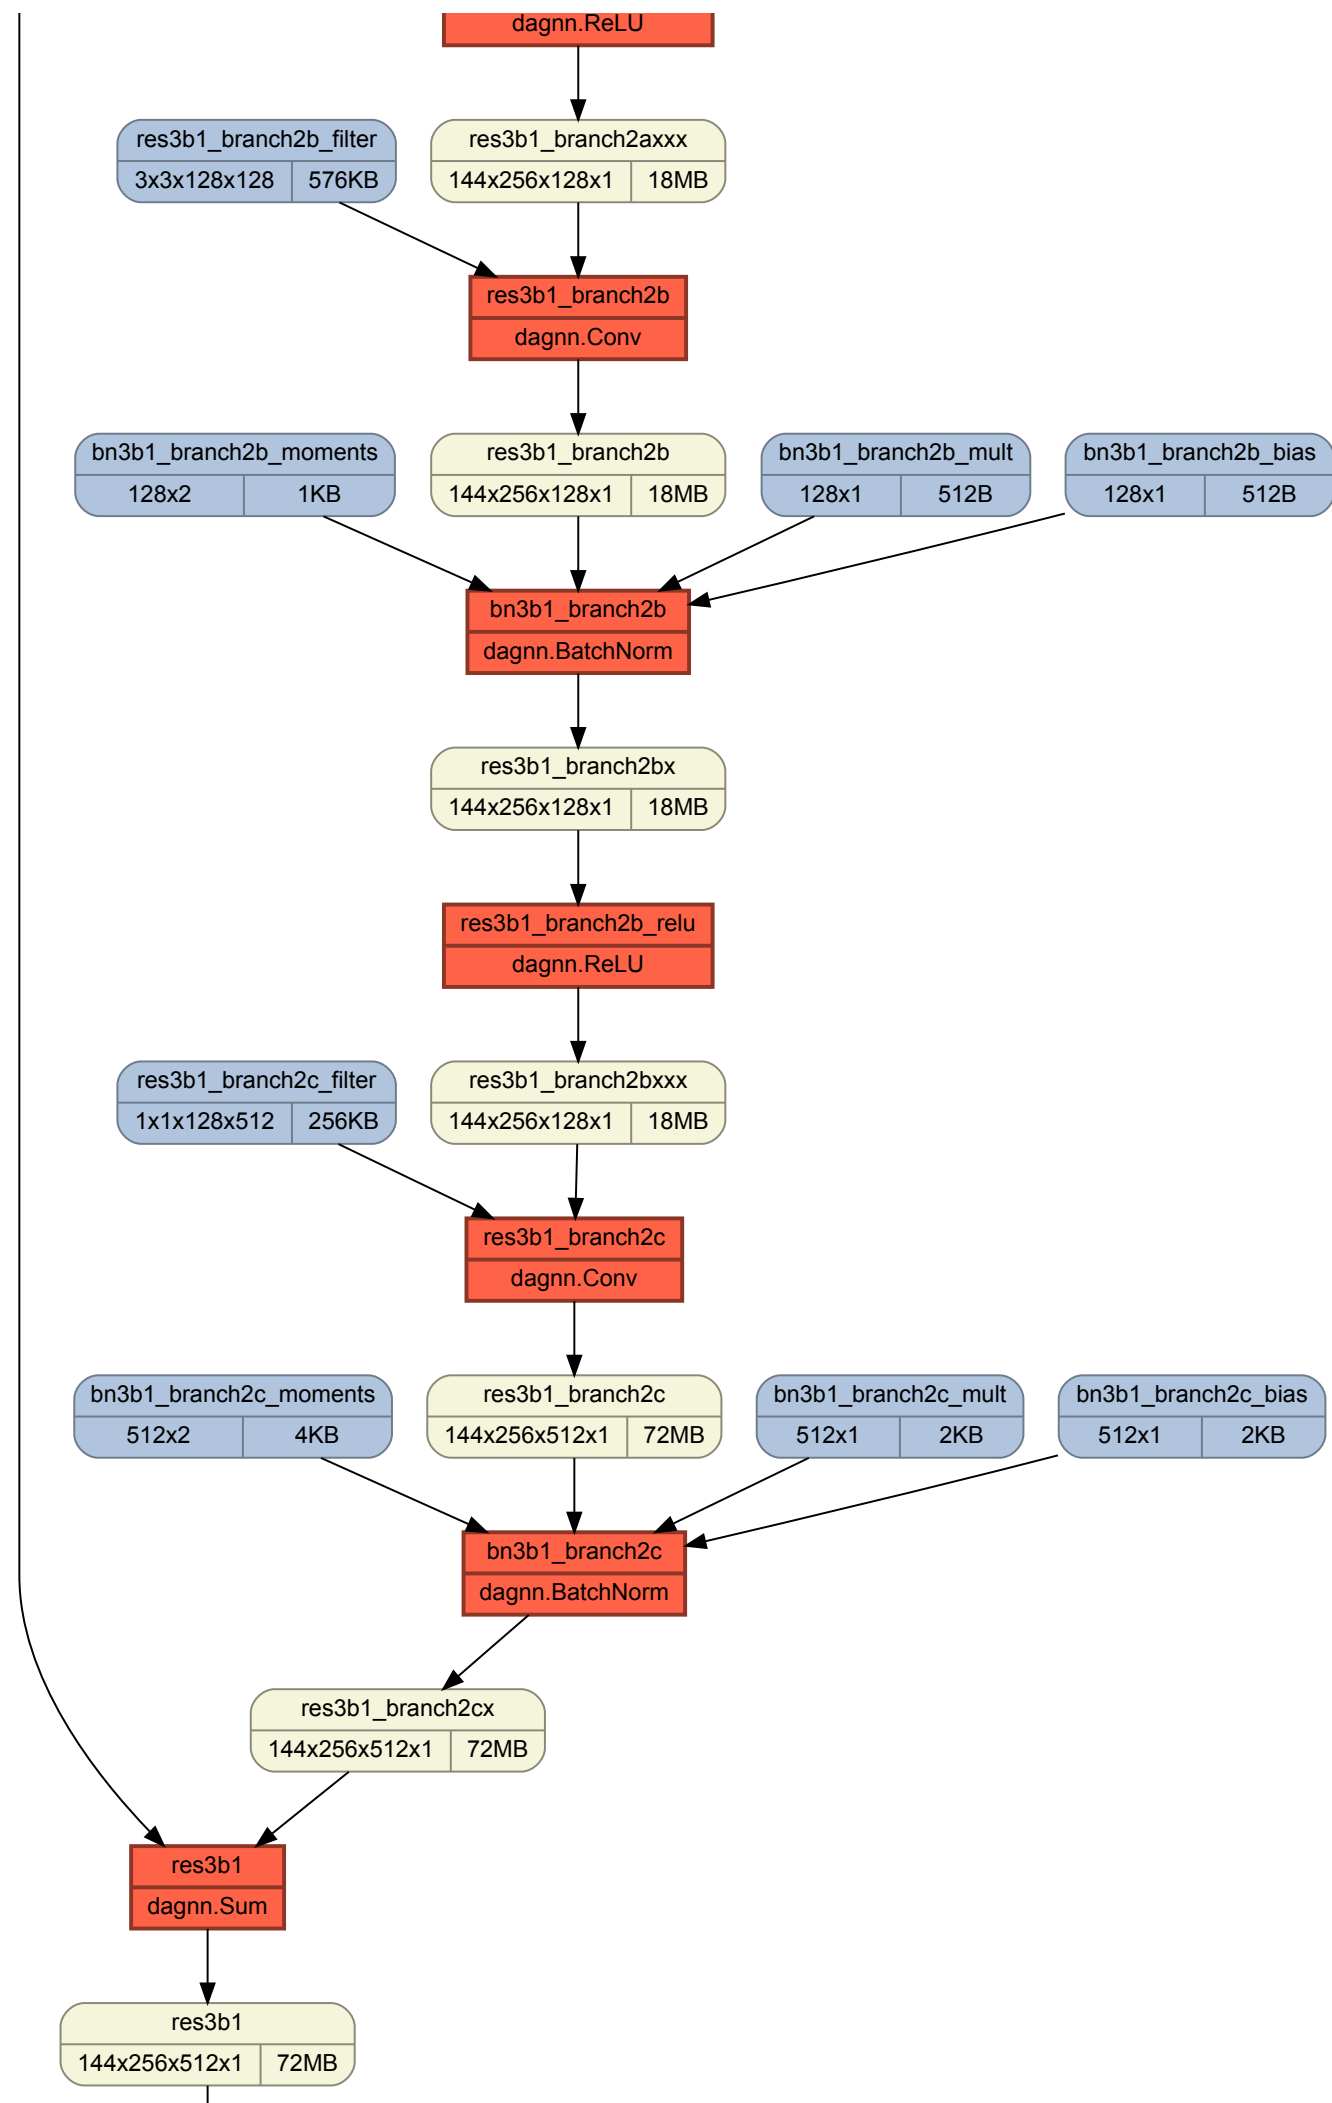 dagnn.ReLU
res3b1_branch2b_filter
3x3x128x128 576KB
res3b1_branch2axxx
144x256x128x1 18MB
res3b1_branch2b
dagnn.Conv
bn3b1_branch2b_moments
128x2 1KB
res3b1_branch2b
144x256x128x1 18MB
bn3b1_branch2b_mult
128x1 512B
bn3b1_branch2b_bias
128x1 512B
bn3b1_branch2b
dagnn.BatchNorm
res3b1_branch2bx
144x256x128x1 18MB
res3b1_branch2b_relu
dagnn.ReLU
res3b1_branch2c_filter
1x1x128x512 256KB
res3b1_branch2bxxx
144x256x128x1 18MB
res3b1_branch2c
dagnn.Conv
bn3b1_branch2c_moments
512x2 4KB
res3b1_branch2c
144x256x512x1 72MB
bn3b1_branch2c_mult
512x1 2KB
bn3b1_branch2c_bias
512x1 2KB
bn3b1_branch2c
dagnn.BatchNorm
res3b1_branch2cx
144x256x512x1 72MB
res3b1
dagnn.Sum
res3b1
144x256x512x1 72MB